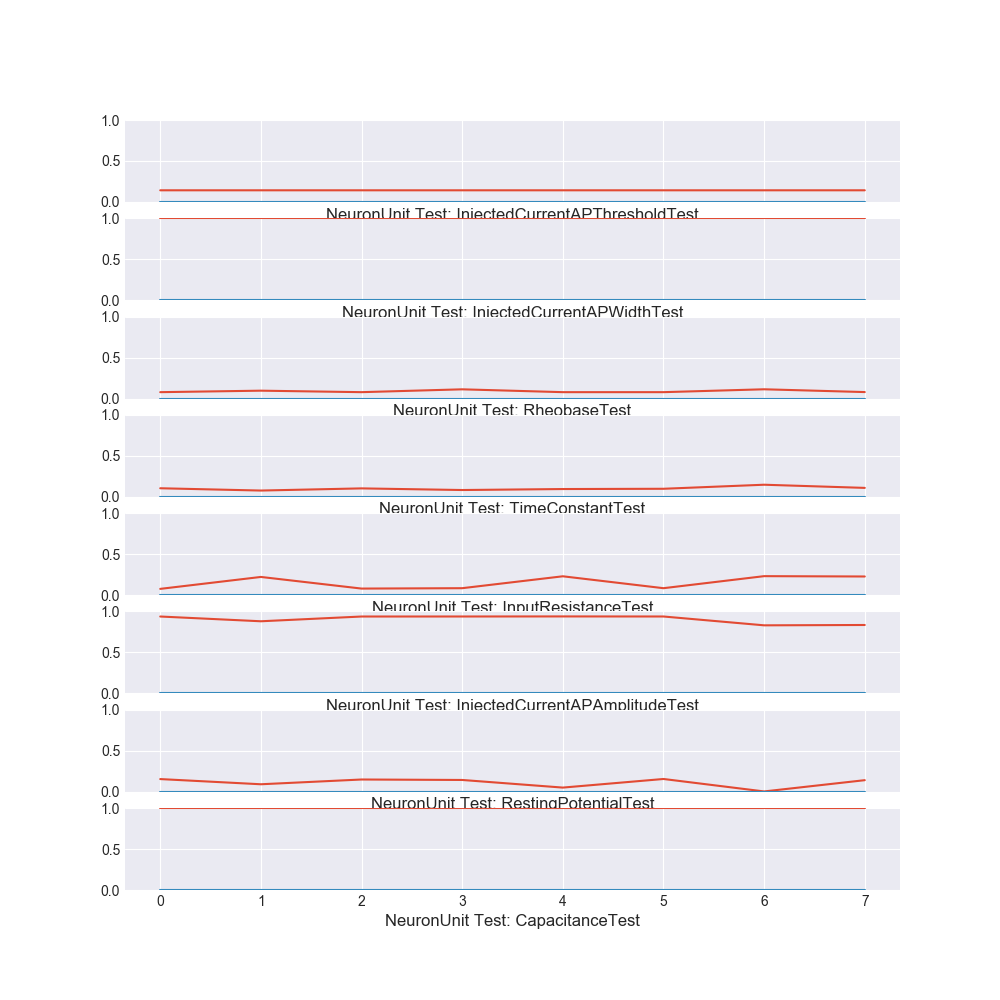 1.0
0.5
0.0
NeuronUnit Test: InjectedCurrentAPThresholdTest
1.0
0.5
0.0
NeuronUnit Test: InjectedCurrentAPWidthTest
1.0
0.5
0.0
NeuronUnit Test: RheobaseTest
1.0
0.5
0.0
NeuronUnit Test: TimeConstantTest
1.0
0.5
0.0
NeuronUnit Test: InputResistanceTest
1.0
0.5
0.0
NeuronUnit Test: InjectedCurrentAPAmplitudeTest
1.0
0.5
0.0
NeuronUnit Test: RestingPotentialTest
1.0
0.5
0.0
0 1 2 3 4 5 6 7
NeuronUnit Test: CapacitanceTest